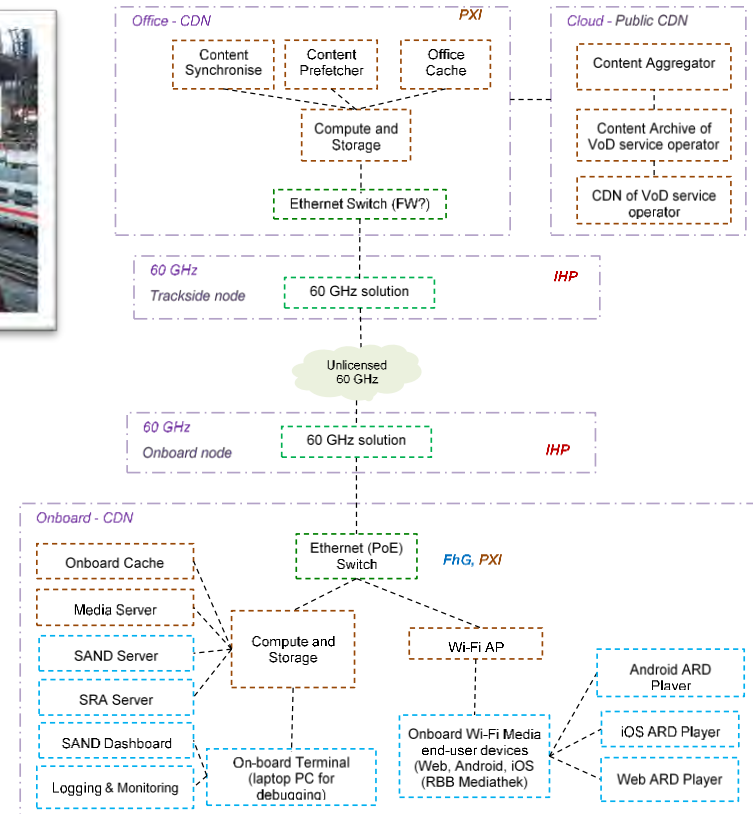 Office - CDN
PXI
Content
Synchronise
Content
Prefetcher
Office
Cache
Compute and
Storage
Ethernet Switch (FW?)
Cloud - Public CDN
Content Aggregator
Content Archive of
VoD service operator
CDN of VoD service
operator
60 GHz
Trackside node
60 GHz solution
IHP
Unlicensed
60 GHz
60 GHz
Onboard node
60 GHz solution
IHP
Onboard - CDN
Ethernet (PoE)
Switch
FhG, PXI
Onboard Cache
Media Server
SAND Server
SRA Server
SAND Dashboard
Logging & Monitoring
Compute and
Storage
Wi-Fi AP
On-board Terminal
(laptop PC for
debugging)
Onboard Wi-Fi Media
end-user devices
(Web, Android, iOS
(RBB Mediathek)
Android ARD
Player
iOS ARD Player
Web ARD Player